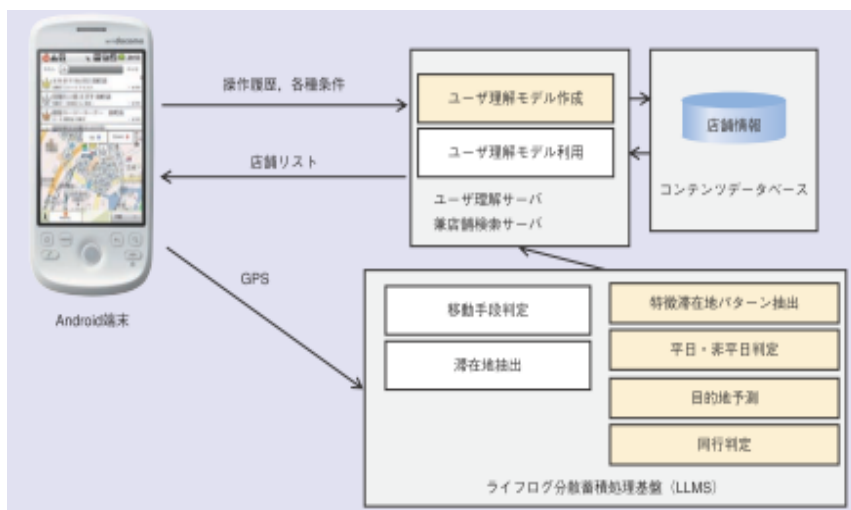 docomo
操作履歴，各種条件
店舗リスト
GPS
Android端末
ユーザ理解モデル作成
ユーザ理解モデル利用
ユーザ理解サーバ
兼店舗検索サーバ
店舗情報
コンテンツデータベース
移動手段判定
滞在地抽出
特徴滞在地パターン抽出
平日・非平日判定
目的地予測
同行判定
ライフログ分散蓄積処理基盤（LLMS）